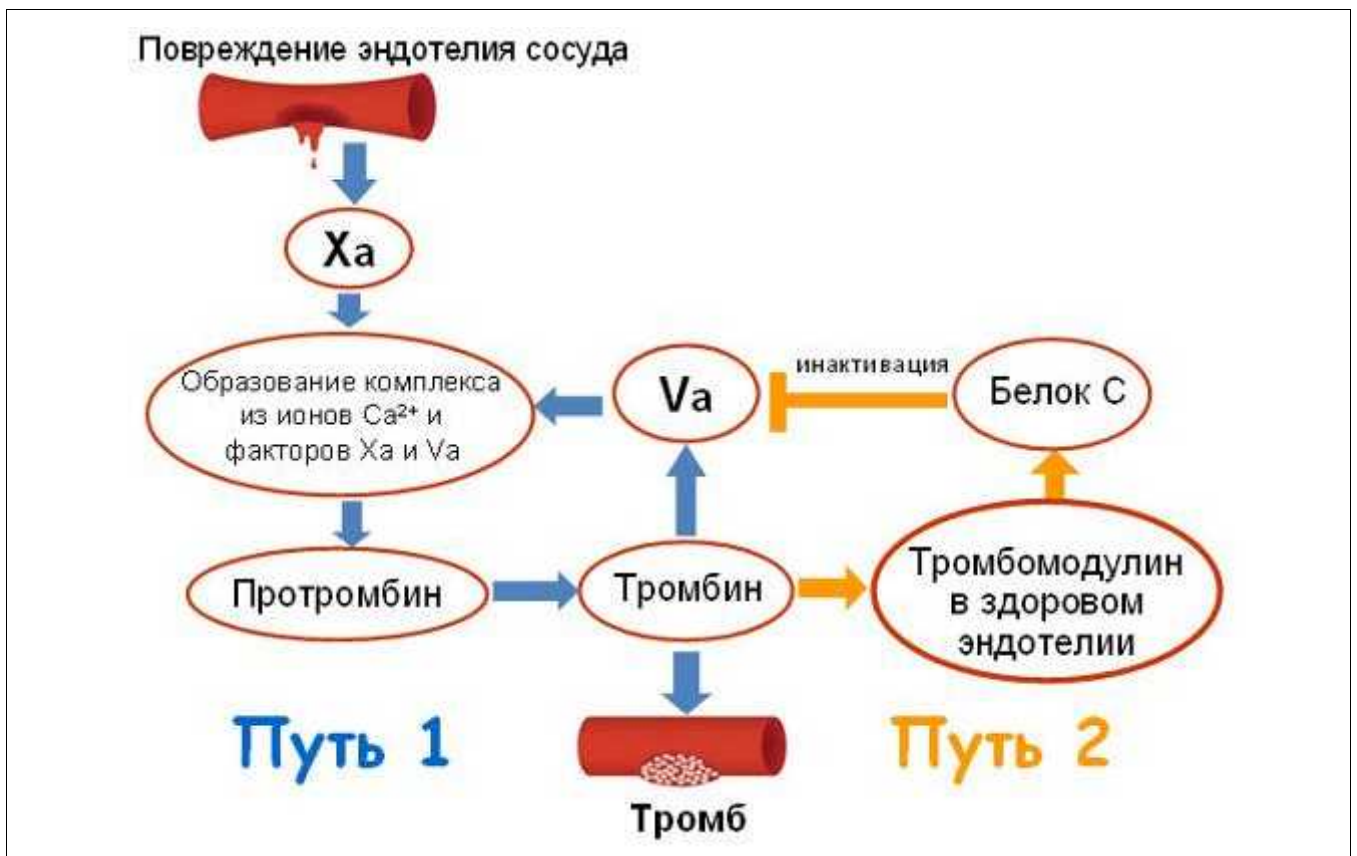 Повреждение эндотелия сосуда
Xa
Образование комплекса
из ионов Ca²⁺ и
факторов Xa и Va
Va
инактивация
Белок С
Протромбин
Тромбин
Тромбомодулин
в здоровом
эндотелии
Путь 1
Путь 2
Тромб